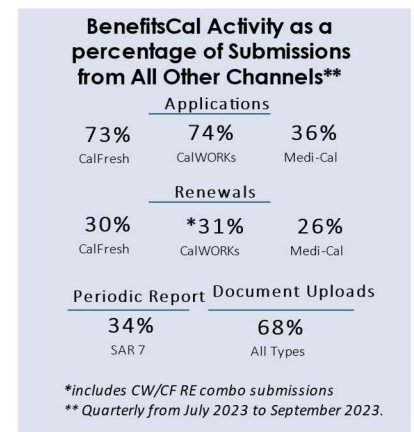 BenefitsCal Activity as a
percentage of Submissions
from All Other Channels**
Applications
73% 74% 36%
CalFresh CalWORKs Medi-Cal
Renewals
30% *31% 26%
CalFresh CalWORKs Medi-Cal
Periodic Report Document Uploads
34% 68%
SAR 7 All Types
*includes CW/CF RE combo submissions
** Quarterly from July 2023 to September 2023.